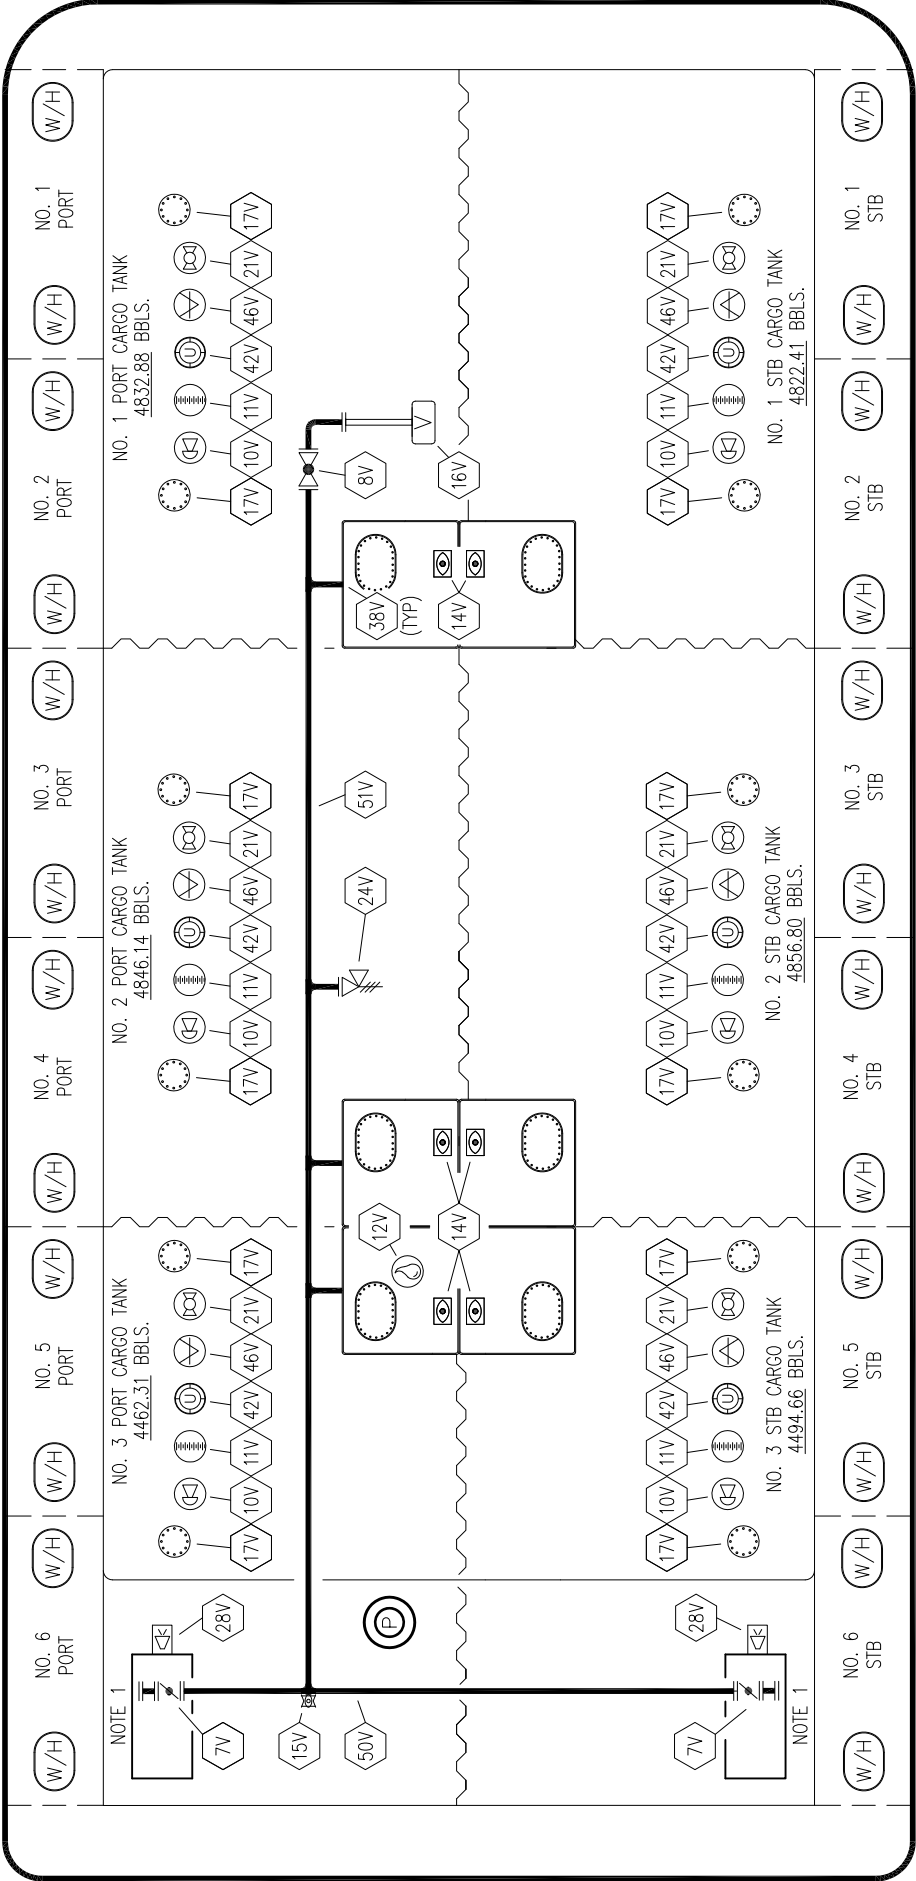 W/H
NO. 1
PORT
W/H
W/H
NO. 2
PORT
W/H
W/H
NO. 3
PORT
W/H
W/H
NO. 4
PORT
W/H
W/H
NO. 5
PORT
W/H
W/H
NO. 6
PORT
W/H
NO. 1 PORT CARGO TANK
4832.88 BBLS.
17V
21V
46V
U
42V
11V
10V
17V
NO. 2 PORT CARGO TANK
4846.14 BBLS.
17V
21V
46V
U
42V
11V
10V
17V
NO. 3 PORT CARGO TANK
4462.31 BBLS.
17V
21V
46V
U
42V
11V
10V
17V
NOTE 1
28V
7V
V
8V
16V
38V
(TYP)
14V
51V
24V
12V
14V
P
15V
50V
17V
21V
46V
U
42V
11V
10V
17V
NO. 1 STB CARGO TANK
4822.41 BBLS.
17V
21V
46V
U
42V
11V
10V
17V
NO. 2 STB CARGO TANK
4856.80 BBLS.
17V
21V
46V
U
42V
11V
10V
17V
NO. 3 STB CARGO TANK
4494.66 BBLS.
28V
7V
NOTE 1
W/H
NO. 1
STB
W/H
W/H
NO. 2
STB
W/H
W/H
NO. 3
STB
W/H
W/H
NO. 4
STB
W/H
W/H
NO. 5
STB
W/H
W/H
NO. 6
STB
W/H